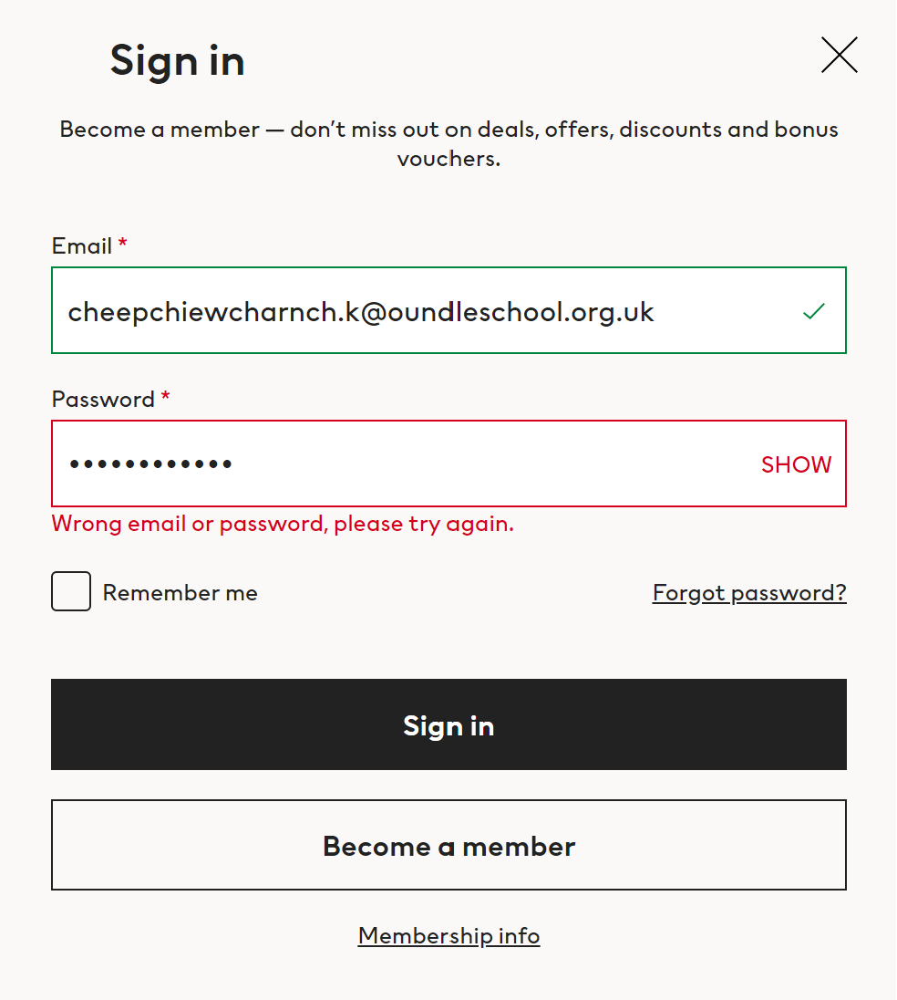 Sign in
Become a member — don’t miss out on deals, offers, discounts and bonus
vouchers.
Email *
cheepchiewcharnch.k@oundleschool.org.uk
Password *
••••••••••••
SHOW
Wrong email or password, please try again.
Remember me
Forgot password?
Sign in
Become a member
Membership info